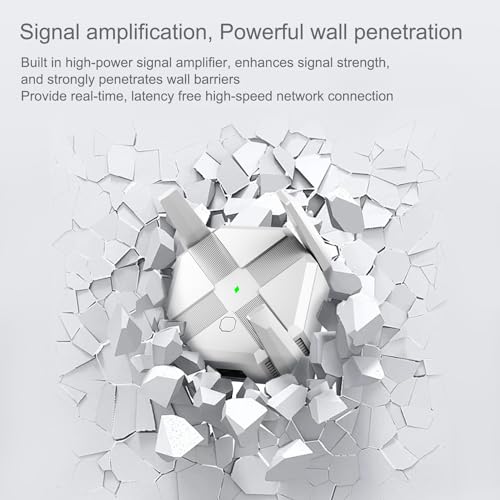 Signal amplification, Powerful wall penetration
Built in high-power signal amplifier, enhances signal strength,
and strongly penetrates wall barriers
Provide real-time, latency free high-speed network connection